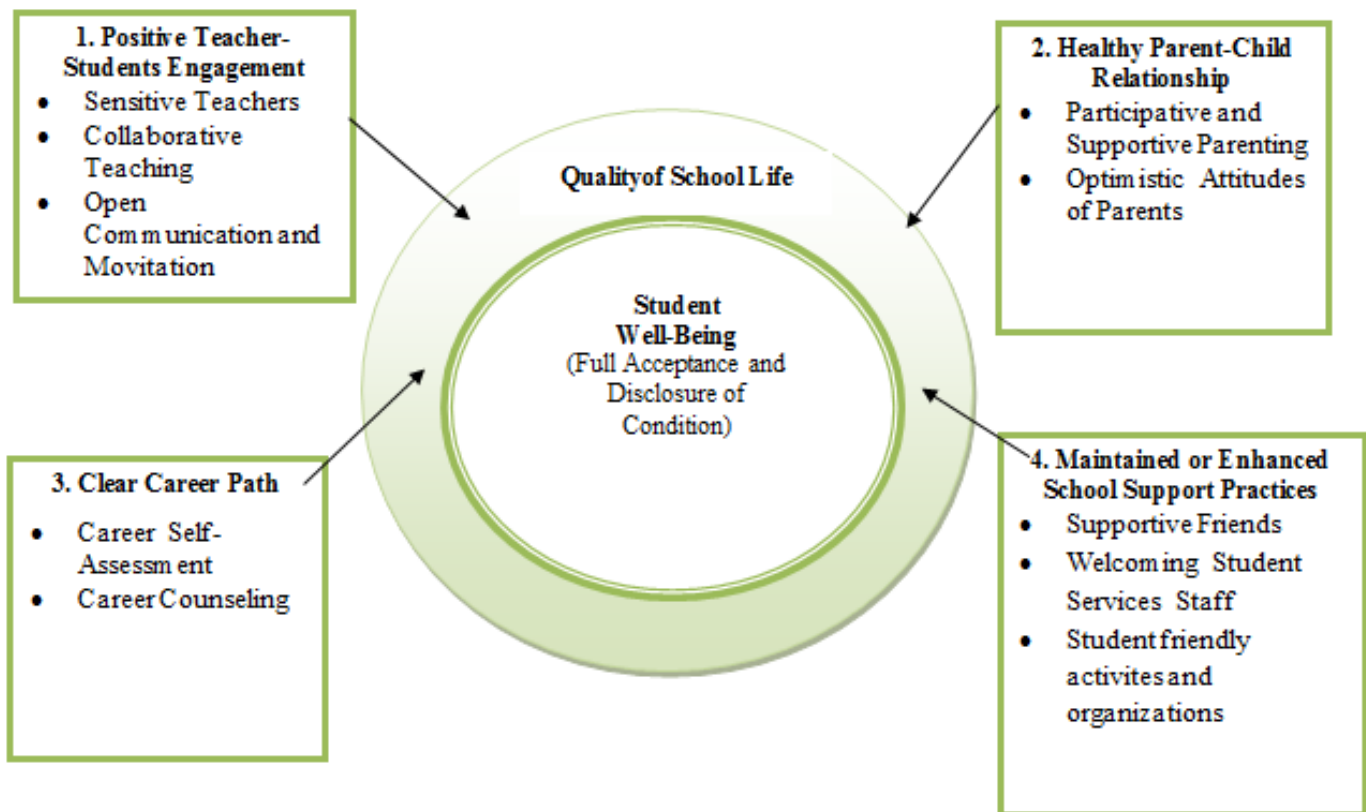 1. Positive Teacher-
Students Engagement
• Sensitive Teachers
• Collaborative
Teaching
• Open
Communication and
Movitation
2. Healthy Parent-Child
Relationship
• Participative and
Supportive Parenting
• Optimistic Attitudes
of Parents
Qualityof School Life
Student
Well-Being
(Full Acceptance and
Disclosure of
Condition)
3. Clear Career Path
• Career Self-
Assessment
• Career Counseling
4. Maintained or Enhanced
School Support Practices
• Supportive Friends
• Welcoming Student
Services Staff
• Student friendly
activites and
organizations